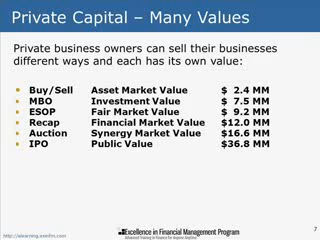 Private Capital – Many Values
Private business owners can sell their businesses
different ways and each has its own value:
• Buy/Sell Asset Market Value $ 2.4 MM
• MBO Investment Value $ 7.5 MM
• ESOP Fair Market Value $ 9.2 MM
• Recap Financial Market Value $12.0 MM
• Auction Synergy Market Value $16.6 MM
• IPO Public Value $36.8 MM
7
http://elearning.exinfm.com
Excellence in Financial Management Program
Advanced Training in Finance for Anyone Anytime